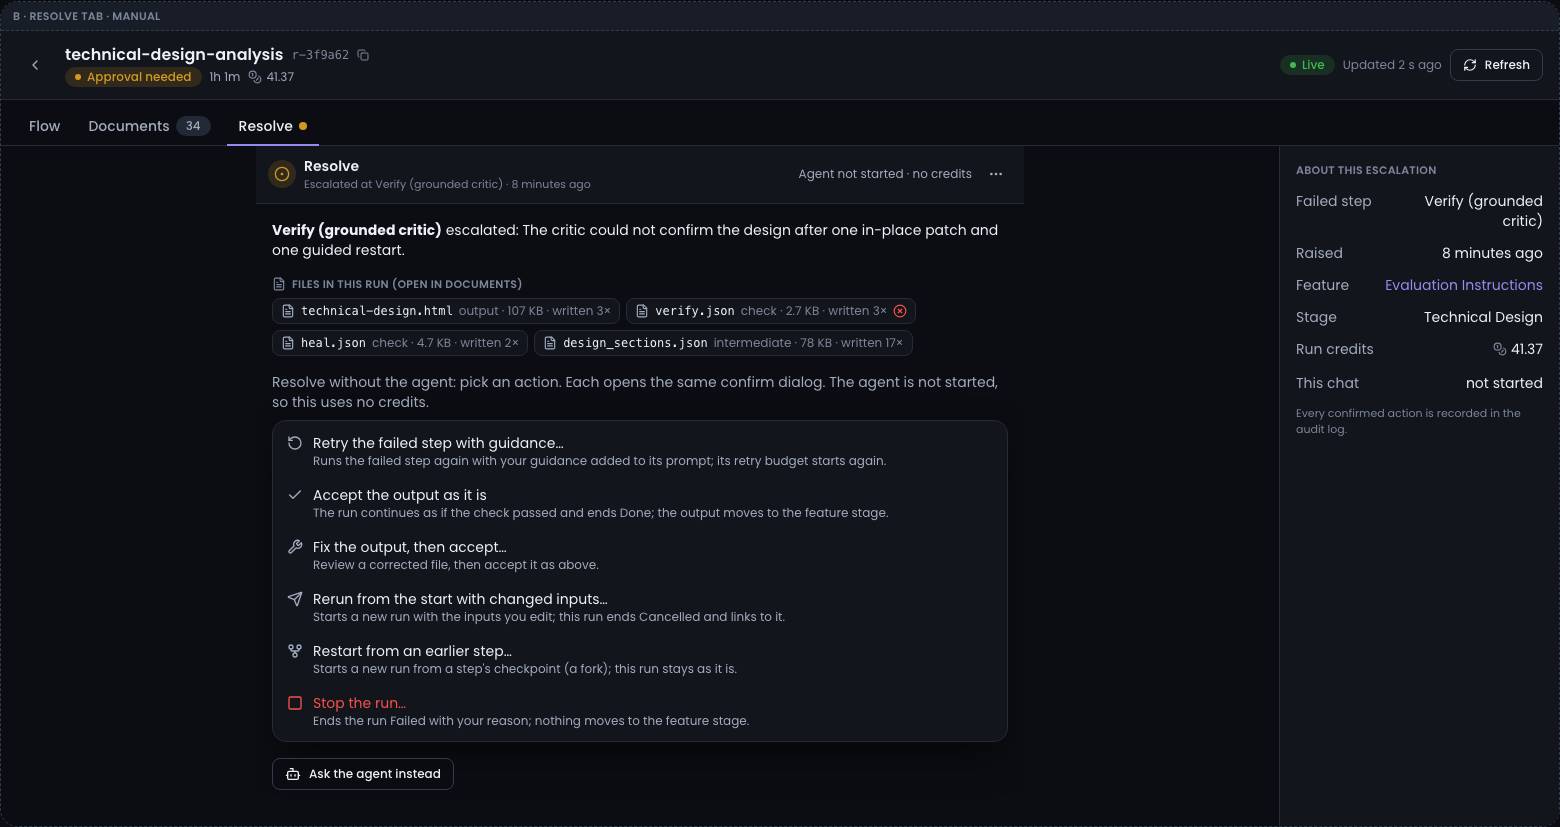 B · RESOLVE TAB · MANUAL
technical-design-analysis r-3f9a62
Approval needed 1h 1m 41.37
Live Updated 2 s ago Refresh
Flow Documents 34 Resolve
Resolve
Escalated at Verify (grounded critic) · 8 minutes ago
Agent not started · no credits
Verify (grounded critic) escalated: The critic could not confirm the design after one in-place patch and
one guided restart.
FILES IN THIS RUN (OPEN IN DOCUMENTS)
technical-design.html output · 107 KB · written 3×
verify.json check · 2.7 KB · written 3×
heal.json check · 4.7 KB · written 2×
design_sections.json intermediate · 78 KB · written 17×
Resolve without the agent: pick an action. Each opens the same confirm dialog. The agent is not started,
so this uses no credits.
Retry the failed step with guidance…
Runs the failed step again with your guidance added to its prompt; its retry budget starts again.
Accept the output as it is
The run continues as if the check passed and ends Done; the output moves to the feature stage.
Fix the output, then accept…
Review a corrected file, then accept it as above.
Rerun from the start with changed inputs…
Starts a new run with the inputs you edit; this run ends Cancelled and links to it.
Restart from an earlier step…
Starts a new run from a step's checkpoint (a fork); this run stays as it is.
Stop the run…
Ends the run Failed with your reason; nothing moves to the feature stage.
Ask the agent instead
ABOUT THIS ESCALATION
Failed step Verify (grounded
critic)
Raised 8 minutes ago
Feature Evaluation Instructions
Stage Technical Design
Run credits 41.37
This chat not started
Every confirmed action is recorded in the
audit log.